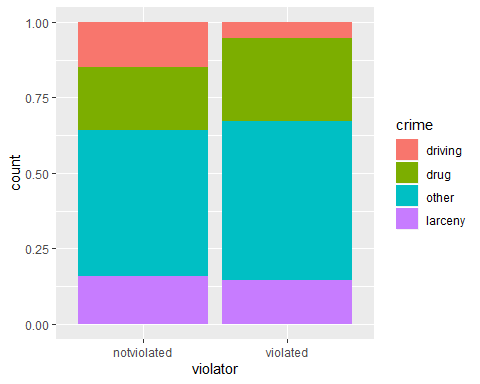 1.00
0.75
0.50
0.25
0.00
count
notviolated
violated
violator
crime
driving
drug
other
larceny